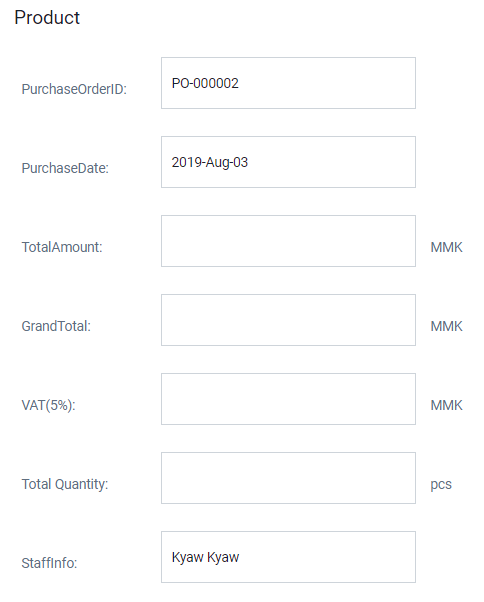 Product
PurchaseOrderID: PO-000002
PurchaseDate: 2019-Aug-03
TotalAmount: MMK
GrandTotal: MMK
VAT(5%): MMK
Total Quantity: pcs
StaffInfo: Kyaw Kyaw